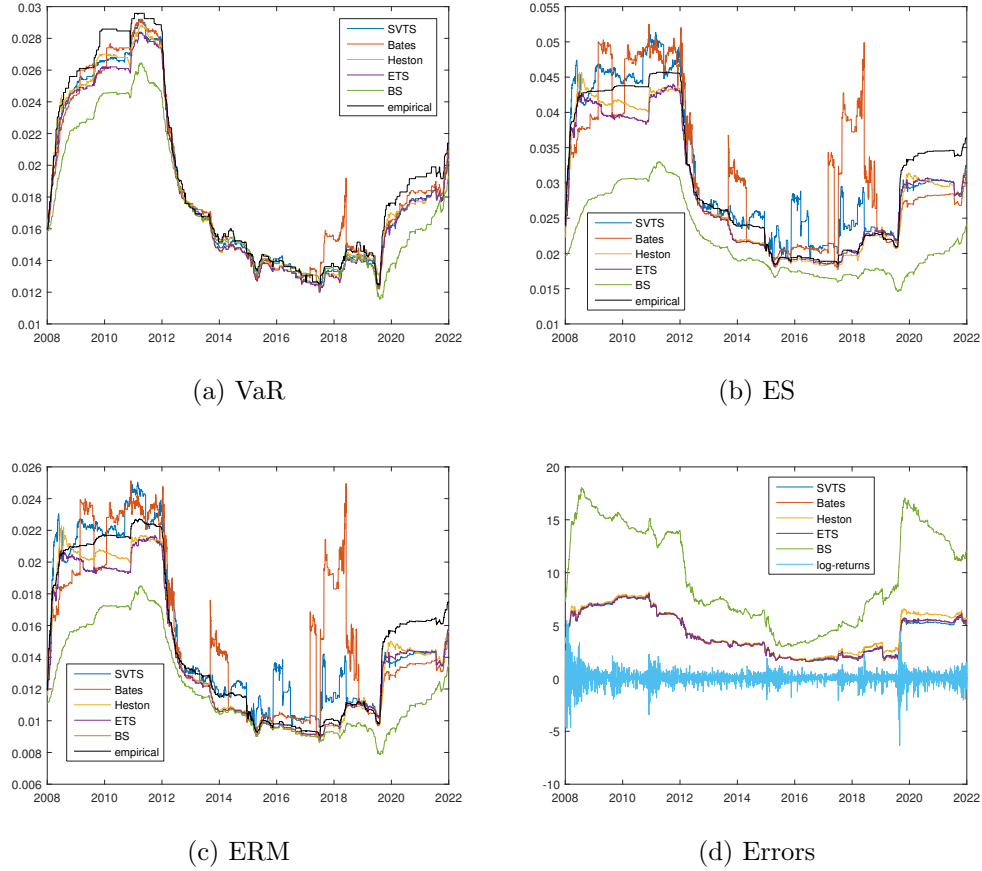 0.03
0.028
0.026
0.024
0.022
0.02
0.018
0.016
0.014
0.012
0.01
2008 2010 2012 2014 2016 2018 2020 2022
SVTS
Bates
Heston
ETS
BS
empirical
(a) VaR
0.055
0.05
0.045
0.04
0.035
0.03
0.025
0.02
0.015
0.01
2008 2010 2012 2014 2016 2018 2020 2022
SVTS
Bates
Heston
ETS
BS
empirical
(b) ES
0.026
0.024
0.022
0.02
0.018
0.016
0.014
0.012
0.01
0.008
0.006
2008 2010 2012 2014 2016 2018 2020 2022
SVTS
Bates
Heston
ETS
BS
empirical
(c) ERM
20
15
10
5
0
-5
-10
2008 2010 2012 2014 2016 2018 2020 2022
SVTS
Bates
Heston
ETS
BS
log-returns
(d) Errors